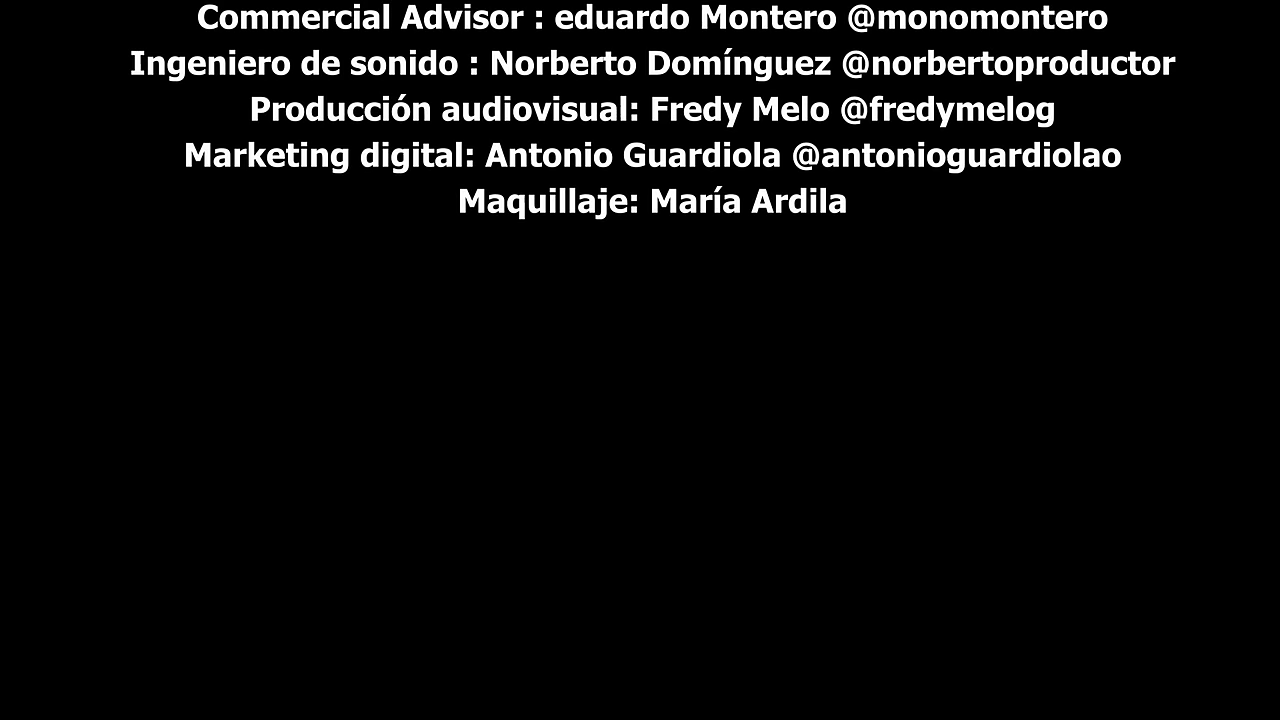 Commercial Advisor : eduardo Montero @monomontero
Ingeniero de sonido : Norberto Domínguez @norbertoproductor
Producción audiovisual: Fredy Melo @fredymelog
Marketing digital: Antonio Guardiola @antonioguardiolao
Maquillaje: María Ardila